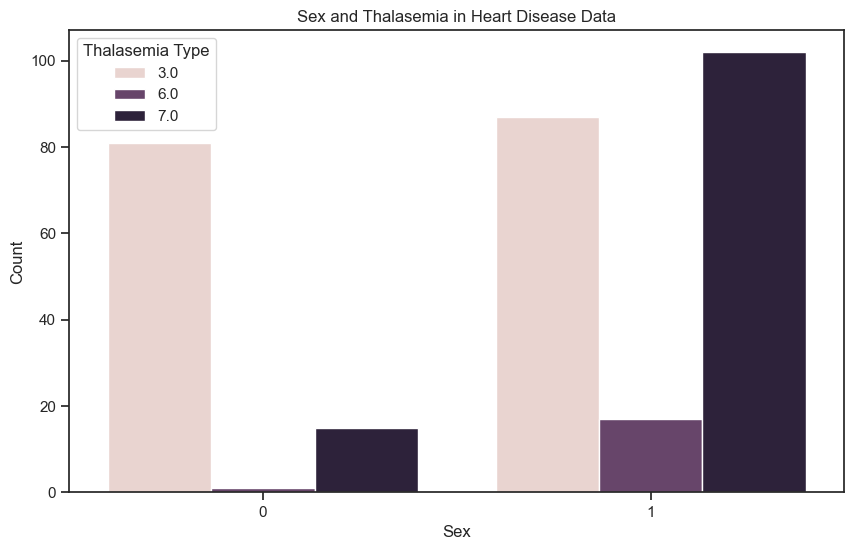 Sex and Thalasemia in Heart Disease Data
Thalasemia Type
3.0
6.0
7.0
100
80
60
40
20
0
Count
0 1
Sex